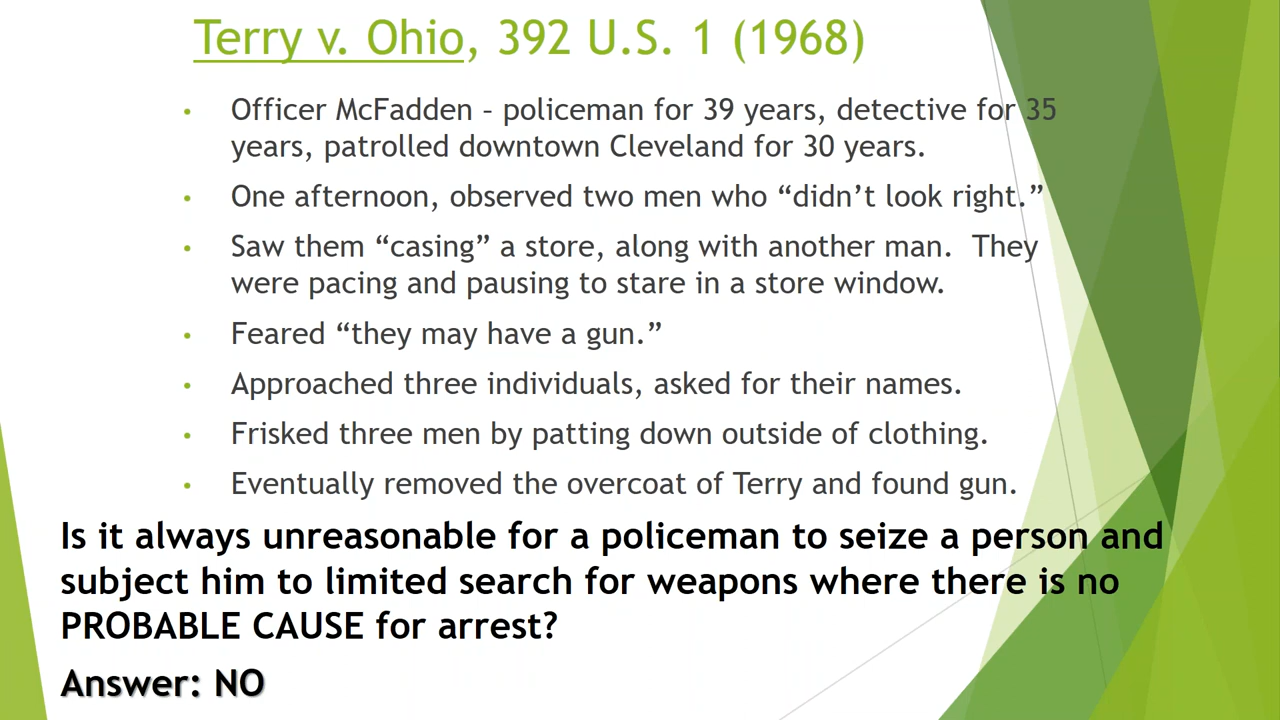 Terry v. Ohio, 392 U.S. 1 (1968)
• Officer McFadden – policeman for 39 years, detective for 35
years, patrolled downtown Cleveland for 30 years.
• One afternoon, observed two men who “didn’t look right.”
• Saw them “casing” a store, along with another man.  They
were pacing and pausing to stare in a store window.
• Feared “they may have a gun.”
• Approached three individuals, asked for their names.
• Frisked three men by patting down outside of clothing.
• Eventually removed the overcoat of Terry and found gun.
Is it always unreasonable for a policeman to seize a person and
subject him to limited search for weapons where there is no
PROBABLE CAUSE for arrest?
Answer: NO